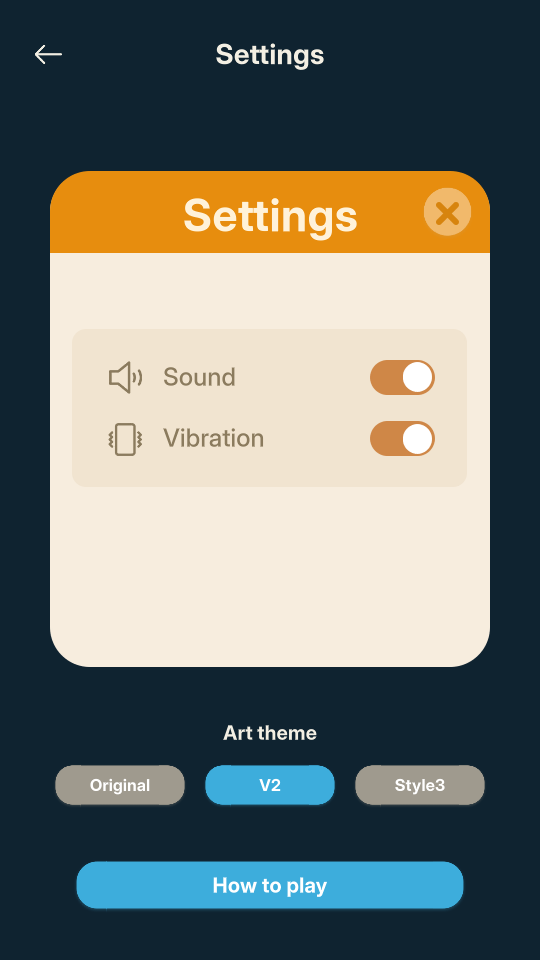 Settings
Settings
Sound
Vibration
Art theme
Original V2 Style3
How to play